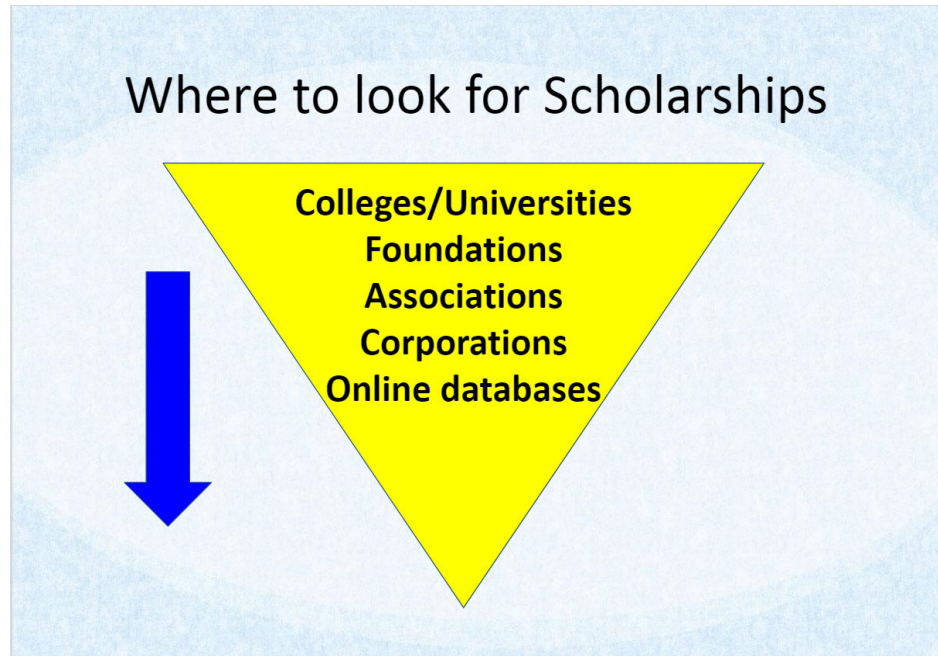 Where to look for Scholarships
Colleges/Universities
Foundations
Associations
Corporations
Online databases